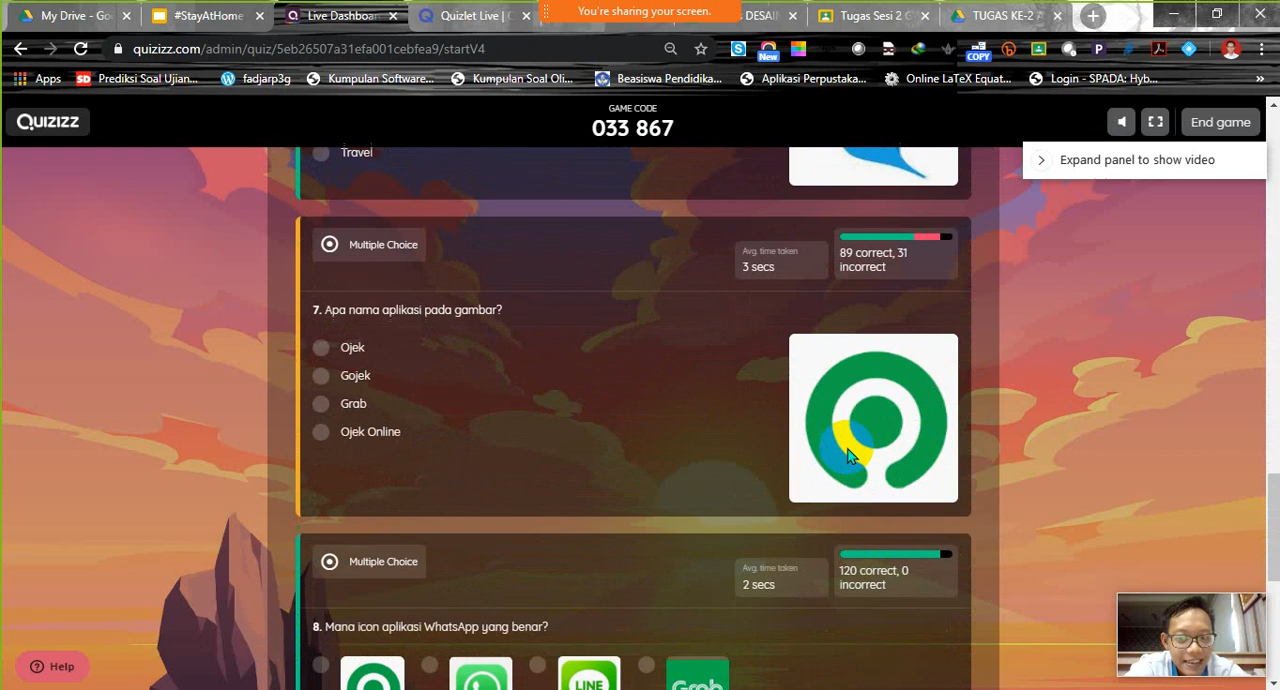 My Drive - Go
#StayAtHome
Live Dashboar
Quizlet Live | C
You're sharing your screen.
DESAIN
Tugas Sesi 2 G
TUGAS KE-2 A
quizizz.com/admin/quiz/5eb26507a31efa001cebfea9/startV4
New
COPY
Apps
Prediksi Soal Ujian...
fadjarp3g
Kumpulan Software...
Kumpulan Soal Oli...
Beasiswa Pendidika...
Aplikasi Perpustaka...
Online LaTeX Equat...
Login - SPADA: Hyb...
Quizizz
GAME CODE
033 867
End game
Expand panel to show video
Travel
Multiple Choice
Avg. time taken
3 secs
89 correct, 31
incorrect
7. Apa nama aplikasi pada gambar?
Ojek
Gojek
Grab
Ojek Online
Multiple Choice
Avg. time taken
2 secs
120 correct, 0
incorrect
8. Mana icon aplikasi WhatsApp yang benar?
LINE
Grab
Help